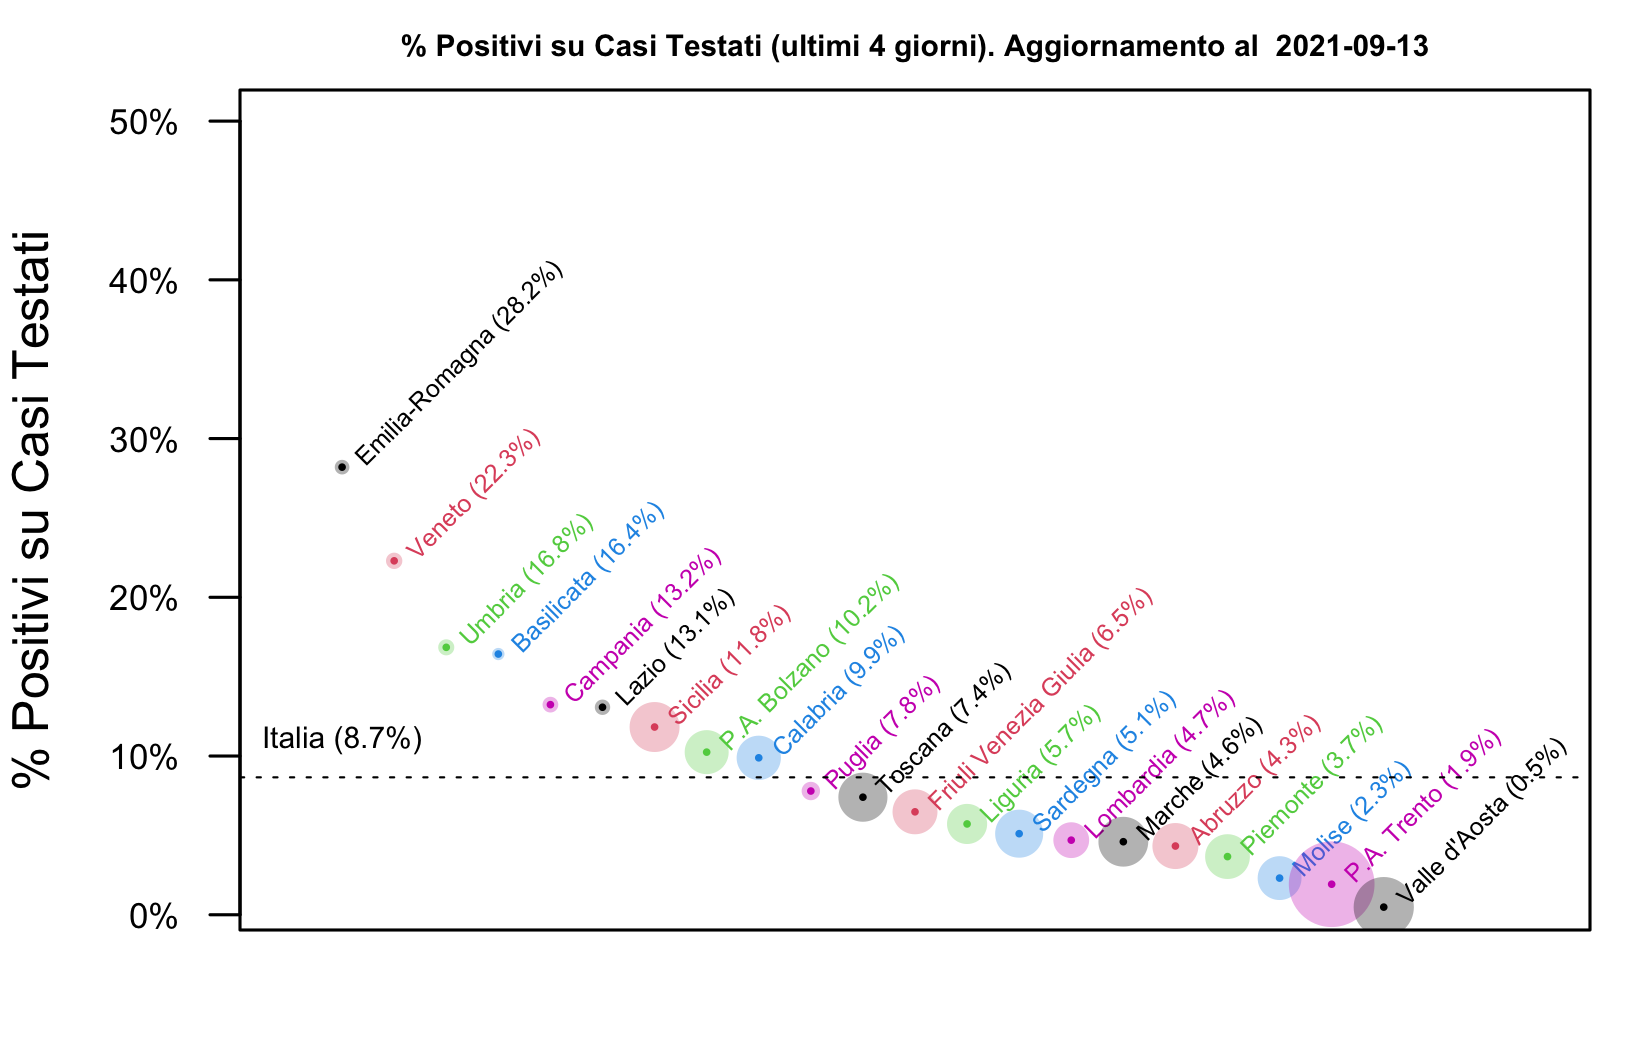 % Positivi su Casi Testati (ultimi 4 giorni). Aggiornamento al  2021-09-13
% Positivi su Casi Testati
50%
40%
30%
20%
10%
0%
Italia (8.7%)
Emilia-Romagna (28.2%)
Veneto (22.3%)
Umbria (16.8%)
Basilicata (16.4%)
Campania (13.2%)
Lazio (13.1%)
Sicilia (11.8%)
P.A. Bolzano (10.2%)
Calabria (9.9%)
Puglia (7.8%)
Toscana (7.4%)
Friuli Venezia Giulia (6.5%)
Liguria (5.7%)
Sardegna (5.1%)
Lombardia (4.7%)
Marche (4.6%)
Abruzzo (4.3%)
Piemonte (3.7%)
Molise (2.3%)
P.A. Trento (1.9%)
Valle d'Aosta (0.5%)